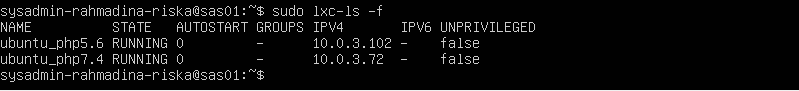 sysadmin-rahmadina-riska@sas01:~$ sudo lxc-ls -f
NAME         STATE   AUTOSTART GROUPS IPV4       IPV6 UNPRIVILEGED
ubuntu_php5.6 RUNNING 0         -      10.0.3.102 -    false
ubuntu_php7.4 RUNNING 0         -      10.0.3.72  -    false
sysadmin-rahmadina-riska@sas01:~$